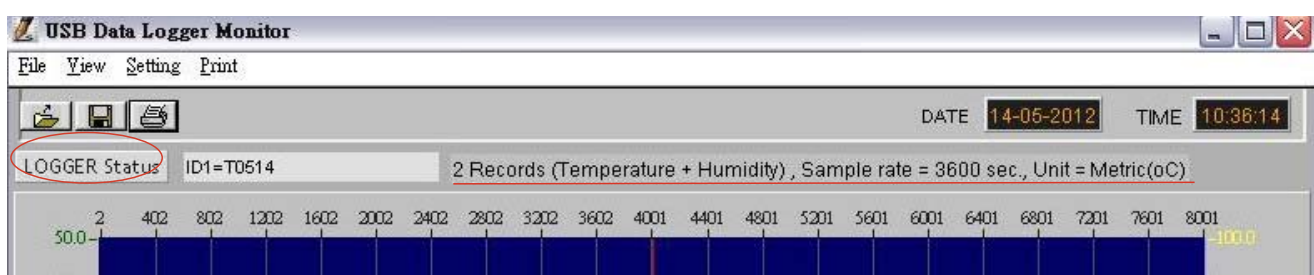 USB Data Logger Monitor
File View Setting Print
DATE 14-05-2012 TIME 10:36:14
LOGGER Status ID1=T0514 2 Records (Temperature + Humidity) , Sample rate = 3600 sec., Unit = Metric(oC)
2 402 802 1202 1602 2002 2402 2802 3202 3602 4001 4401 4801 5201 5601 6001 6401 6801 7201 7601 8001
50.0 100.0